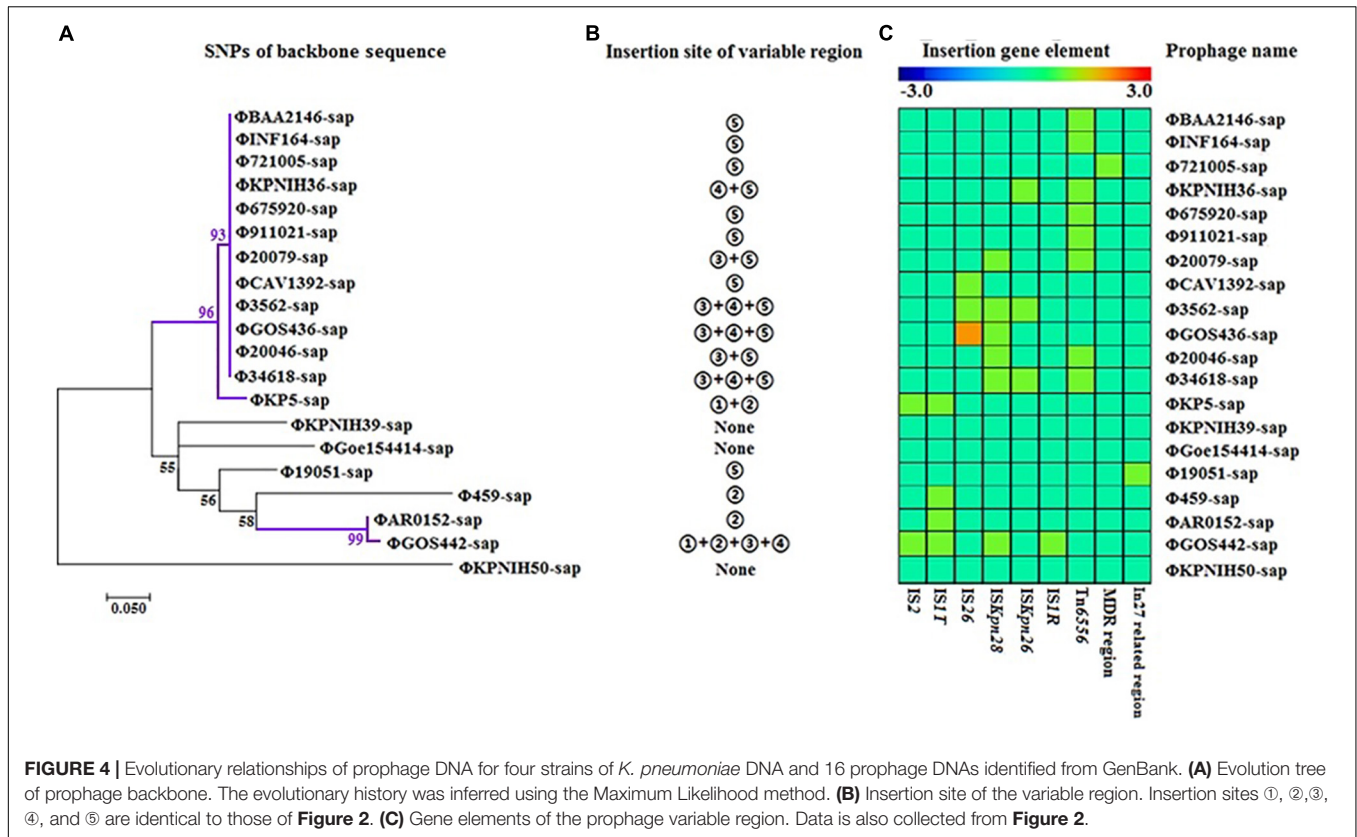 A
SNPs of backbone sequence
ΦBAA2146-sap
ΦINF164-sap
Φ721005-sap
ΦKPNIH36-sap
Φ675920-sap
Φ911021-sap
Φ20079-sap
ΦCAV1392-sap
Φ3562-sap
ΦGOS436-sap
Φ20046-sap
Φ34618-sap
ΦKP5-sap
ΦKPNIH39-sap
ΦGoe154414-sap
Φ19051-sap
Φ459-sap
ΦAR0152-sap
ΦGOS442-sap
ΦKPNIH50-sap
93
96
55
56
58
99
0.050
B
Insertion site of variable region
⑤
⑤
⑤
④+⑤
⑤
⑤
③+⑤
⑤
③+④+⑤
③+④+⑤
③+⑤
③+④+⑤
①+②
None
None
⑤
②
②
①+②+③+④
None
C
Insertion gene element
-3.0 3.0
Prophage name
ΦBAA2146-sap
ΦINF164-sap
Φ721005-sap
ΦKPNIH36-sap
Φ675920-sap
Φ911021-sap
Φ20079-sap
ΦCAV1392-sap
Φ3562-sap
ΦGOS436-sap
Φ20046-sap
Φ34618-sap
ΦKP5-sap
ΦKPNIH39-sap
ΦGoe154414-sap
Φ19051-sap
Φ459-sap
ΦAR0152-sap
ΦGOS442-sap
ΦKPNIH50-sap
IS2
IS1T
IS26
ISKpn28
ISKpn26
IS1R
Tn6556
MDR region
In27 related region
FIGURE 4 | Evolutionary relationships of prophage DNA for four strains of K. pneumoniae DNA and 16 prophage DNAs identified from GenBank. (A) Evolution tree
of prophage backbone. The evolutionary history was inferred using the Maximum Likelihood method. (B) Insertion site of the variable region. Insertion sites ①, ②,③,
④, and ⑤ are identical to those of Figure 2. (C) Gene elements of the prophage variable region. Data is also collected from Figure 2.